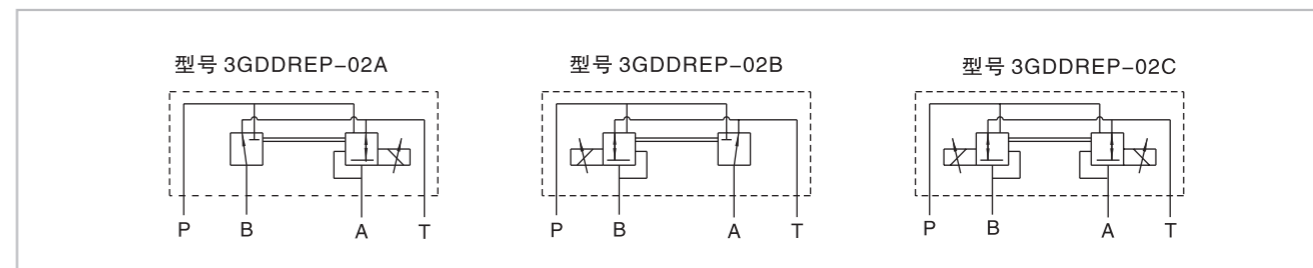 型号 3GDDREP-02A
型号 3GDDREP-02B
型号 3GDDREP-02C
P B A T
P B A T
P B A T